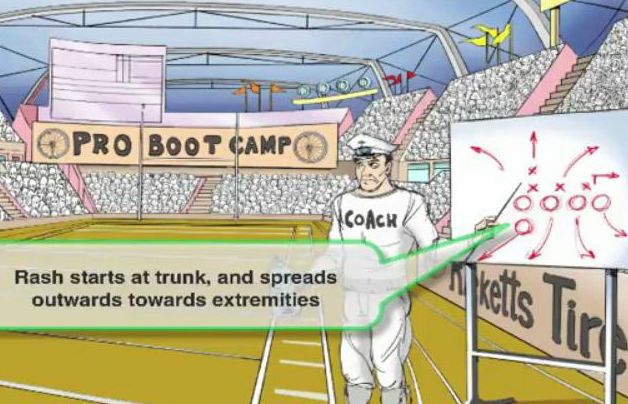 PRO BOOT CAMP
COACH
Rash starts at trunk, and spreads
outwards towards extremities
Ricketts Tire